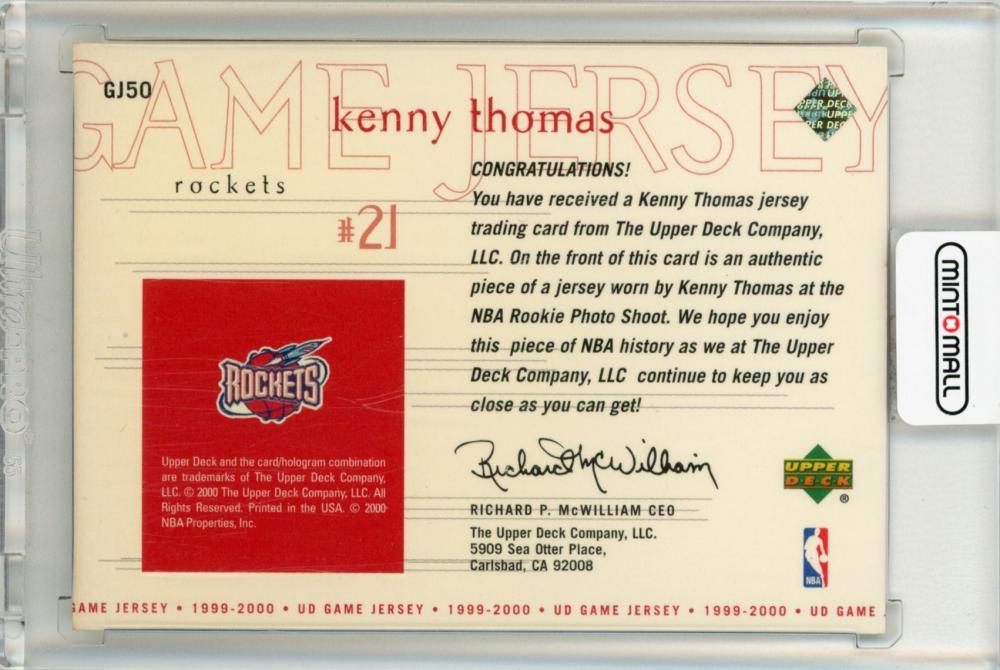 GAME JERSEY
GJ50
kenny thomas
rockets
#21
CONGRATULATIONS!
You have received a Kenny Thomas jersey
trading card from The Upper Deck Company,
LLC. On the front of this card is an authentic
piece of a jersey worn by Kenny Thomas at the
NBA Rookie Photo Shoot. We hope you enjoy
this piece of NBA history as we at The Upper
Deck Company, LLC continue to keep you as
close as you can get!
ROCKETS
Upper Deck and the card/hologram combination
are trademarks of The Upper Deck Company,
LLC. © 2000 The Upper Deck Company, LLC. All
Rights Reserved. Printed in the USA. © 2000
NBA Properties, Inc.
Richard McWilliam
RICHARD P. McWILLIAM CEO
The Upper Deck Company, LLC.
5909 Sea Otter Place,
Carlsbad, CA 92008
UPPER
DECK
®
NBA
GAME JERSEY • 1999-2000 • UD GAME JERSEY • 1999-2000 • UD GAME JERSEY • 1999-2000 • UD GAME
MINT MALL